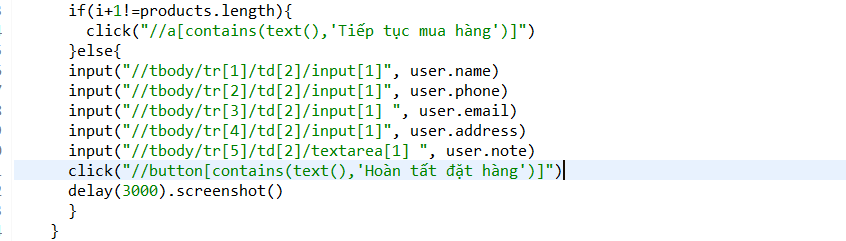 if(i+1!=products.length){
click("//a[contains(text(),'Tiếp tục mua hàng')]")
}else{
input("//tbody/tr[1]/td[2]/input[1]", user.name)
input("//tbody/tr[2]/td[2]/input[1]", user.phone)
input("//tbody/tr[3]/td[2]/input[1] ", user.email)
input("//tbody/tr[4]/td[2]/input[1]", user.address)
input("//tbody/tr[5]/td[2]/textarea[1] ", user.note)
click("//button[contains(text(),'Hoàn tất đặt hàng')]")
delay(3000).screenshot()
}
}